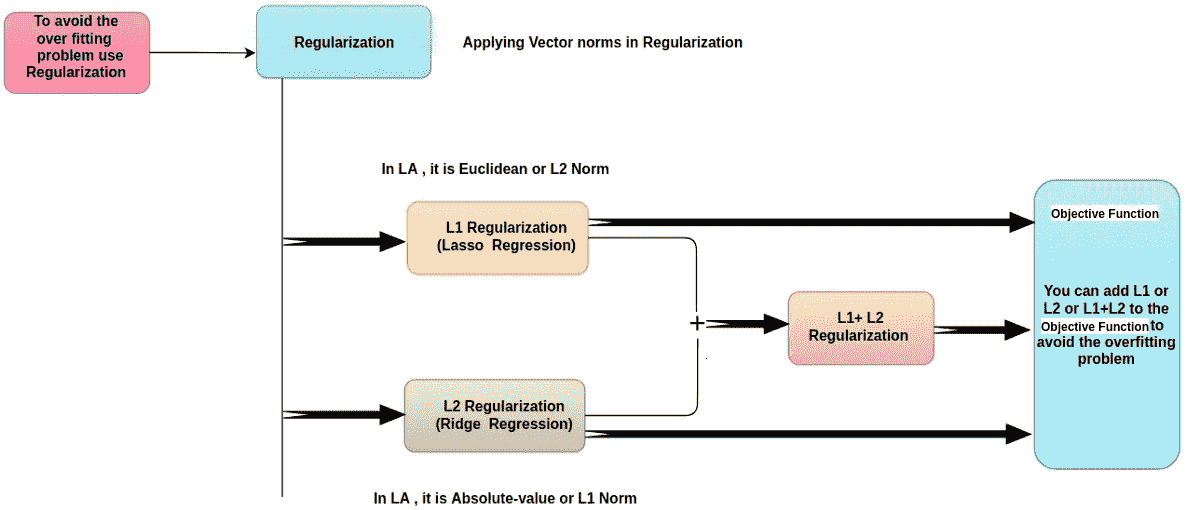 To avoid the
over fitting
problem use
Regularization
Regularization
Applying Vector norms in Regularization
In LA , it is Euclidean or L2 Norm
L1 Regularization
(Lasso Regression)
Objective Function
You can add L1 or
L2 or L1+L2 to the
Objective Function to
avoid the overfitting
problem
+
L1+ L2
Regularization
L2 Regularization
(Ridge Regression)
In LA , it is Absolute-value or L1 Norm